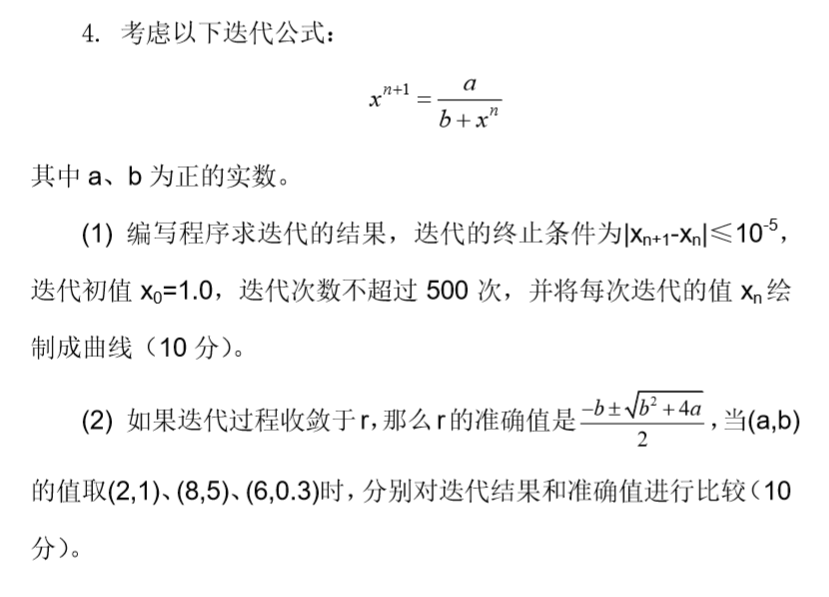 4. 考虑以下迭代公式：
x^{n+1} = \frac{a}{b+x^n}
其中 a、b 为正的实数。
(1) 编写程序求迭代的结果，迭代的终止条件为|x_{n+1}-x_n|≤10^{-5}，
迭代初值 x_0=1.0，迭代次数不超过 500 次，并将每次迭代的值 x_n 绘
制成曲线（10 分）。
(2) 如果迭代过程收敛于 r，那么 r 的准确值是 \frac{-b±\sqrt{b^2+4a}}{2}，当(a,b)
的值取(2,1)、(8,5)、(6,0.3)时，分别对迭代结果和准确值进行比较（10
分）。